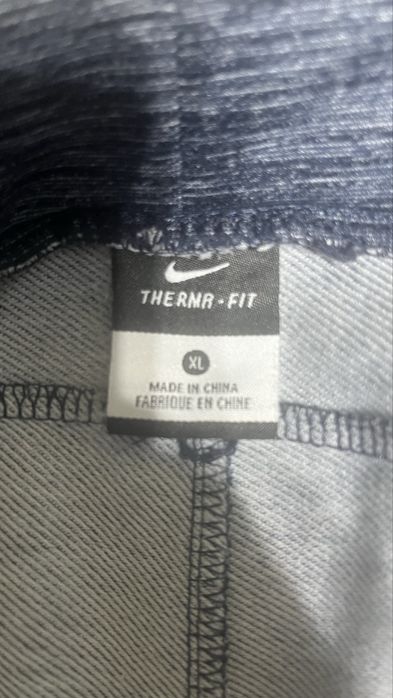 THERMA-FIT
XL
MADE IN CHINA
FABRIQUE EN CHINE